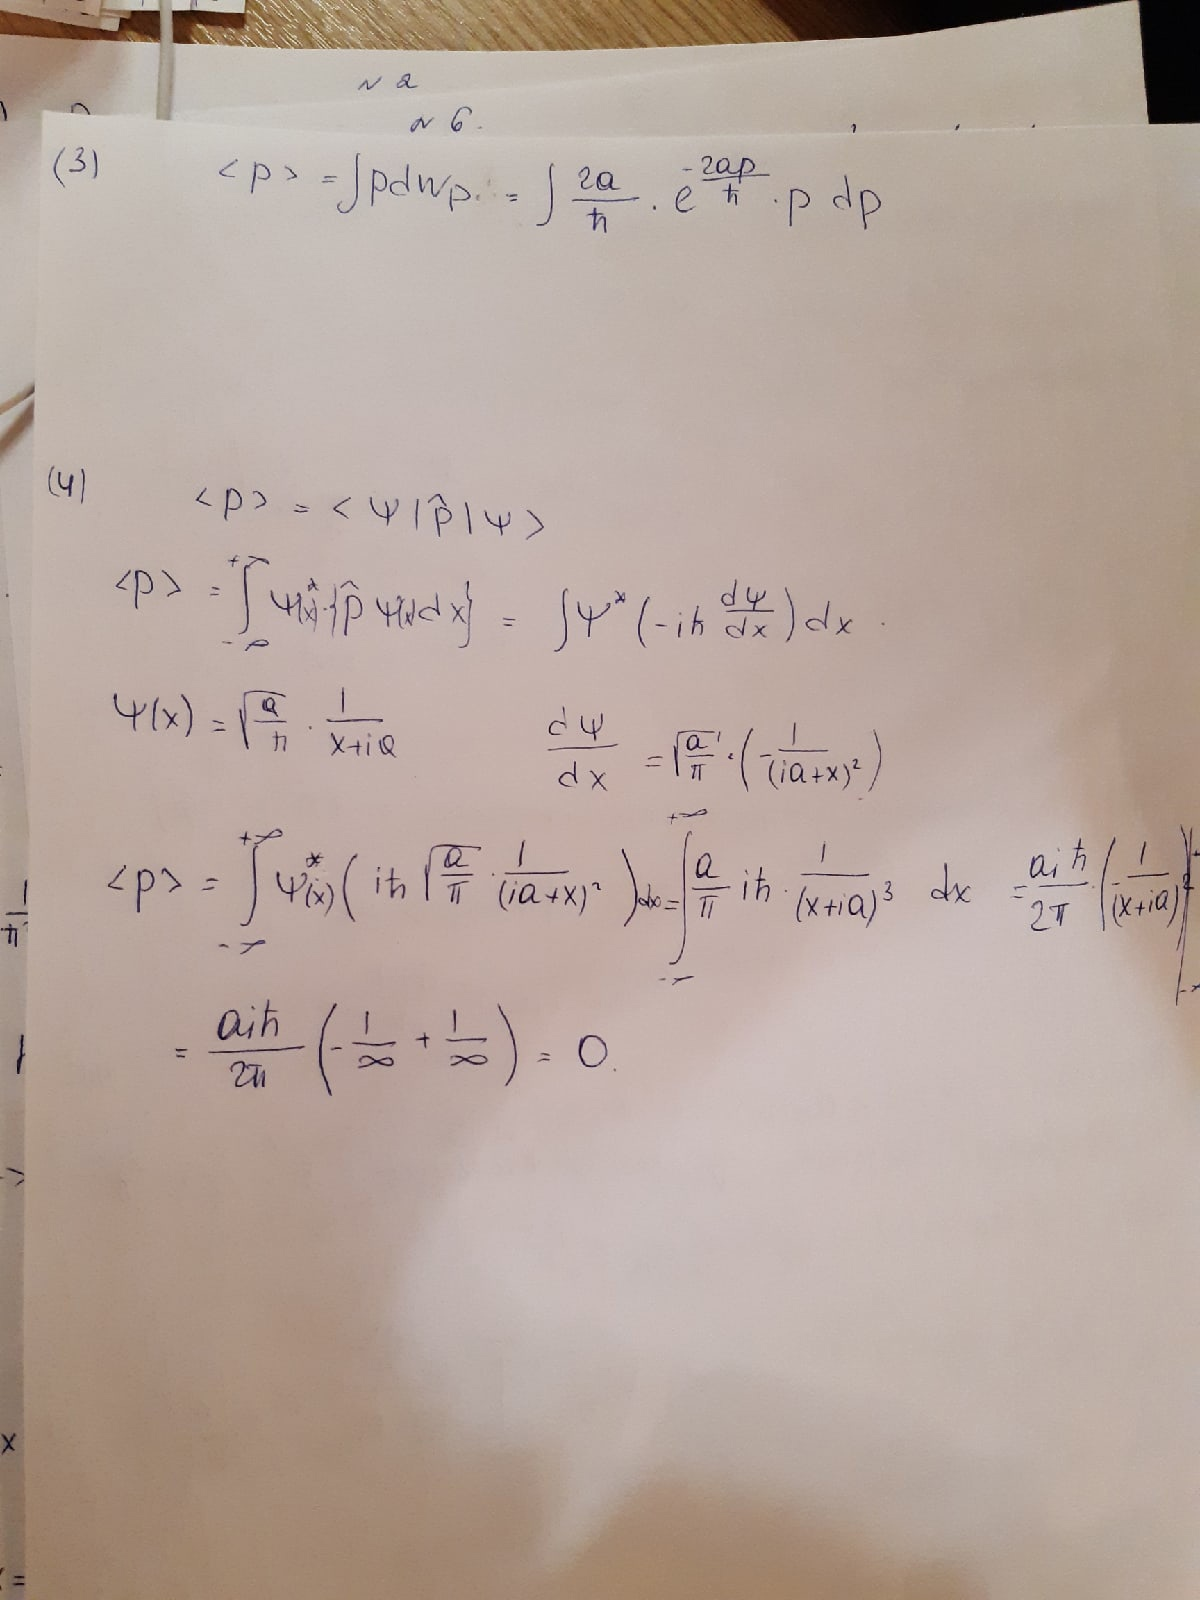 N 2
N 6.
(3) <p> = ∫pdWp = ∫ 2a/ħ · e^(-2ap/ħ) · p dp
(4) <p> = <Ψ|p̂|Ψ>
<p> = ∫_{-∞}^{+∞} Ψ(x)* · {p̂ Ψ(x) dx} = ∫Ψ* (-iħ dΨ/dx) dx.
Ψ(x) = √(a/ħ) · 1/(x+ia) dΨ/dx = √(a/π) · (-1/(ia+x)²)
<p> = ∫_{-∞}^{+∞} Ψ*(x) (iħ √(a/π) · 1/(ia+x)²) dx = ∫_{-∞}^{+∞} a/π iħ · 1/(x+ia)³ dx = aiħ/2π · (-1/(x+ia)²)|_{-∞}
= aiħ/2π (-1/∞ + 1/∞) = 0.